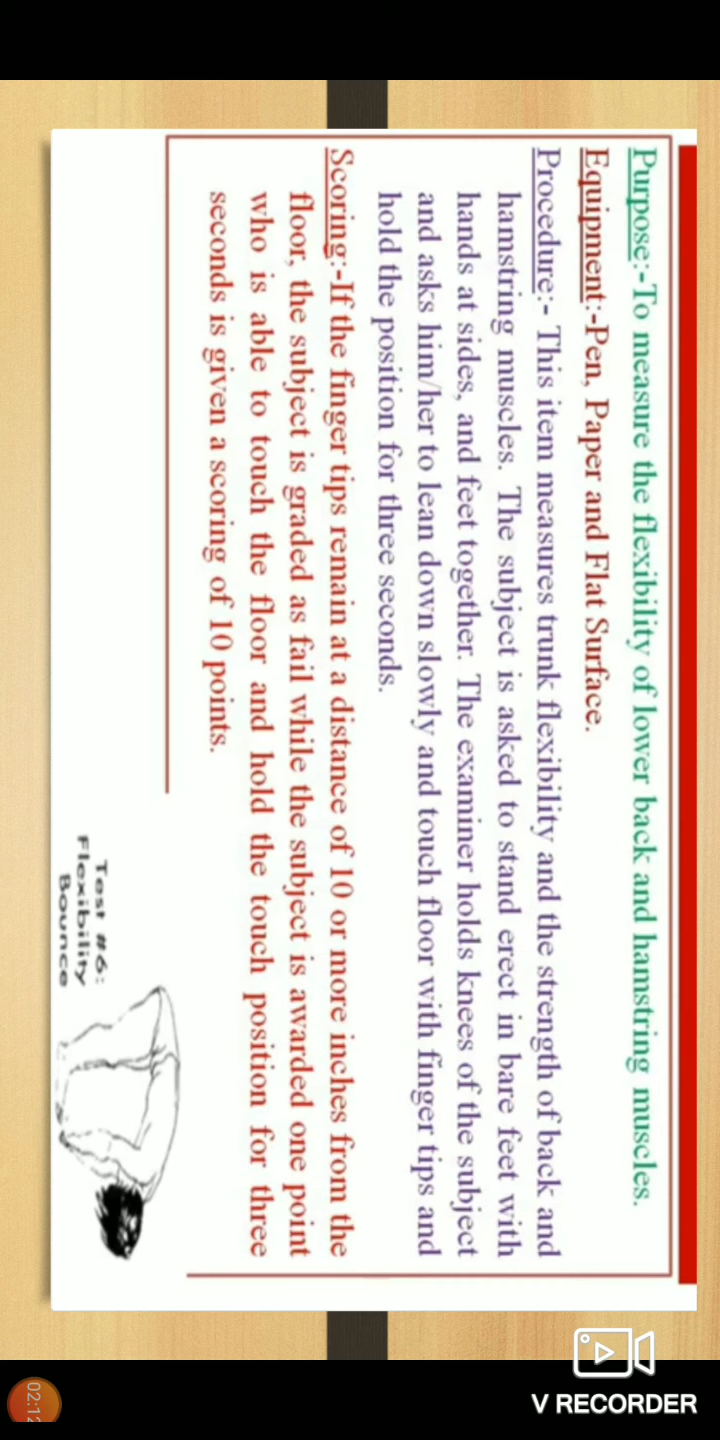 Purpose:-To measure the flexibility of lower back and hamstring muscles.
Equipment:-Pen, Paper and Flat Surface.
Procedure:- This item measures trunk flexibility and the strength of back and
hamstring muscles. The subject is asked to stand erect in bare feet with
hands at sides, and feet together. The examiner holds knees of the subject
and asks him/her to lean down slowly and touch floor with finger tips and
hold the position for three seconds.
Scoring:-If the finger tips remain at a distance of 10 or more inches from the
floor, the subject is graded as fail while the subject is awarded one point
who is able to touch the floor and hold the touch position for three
seconds is given a scoring of 10 points.
Test #6:
Flexibility
Bounce
V RECORDER